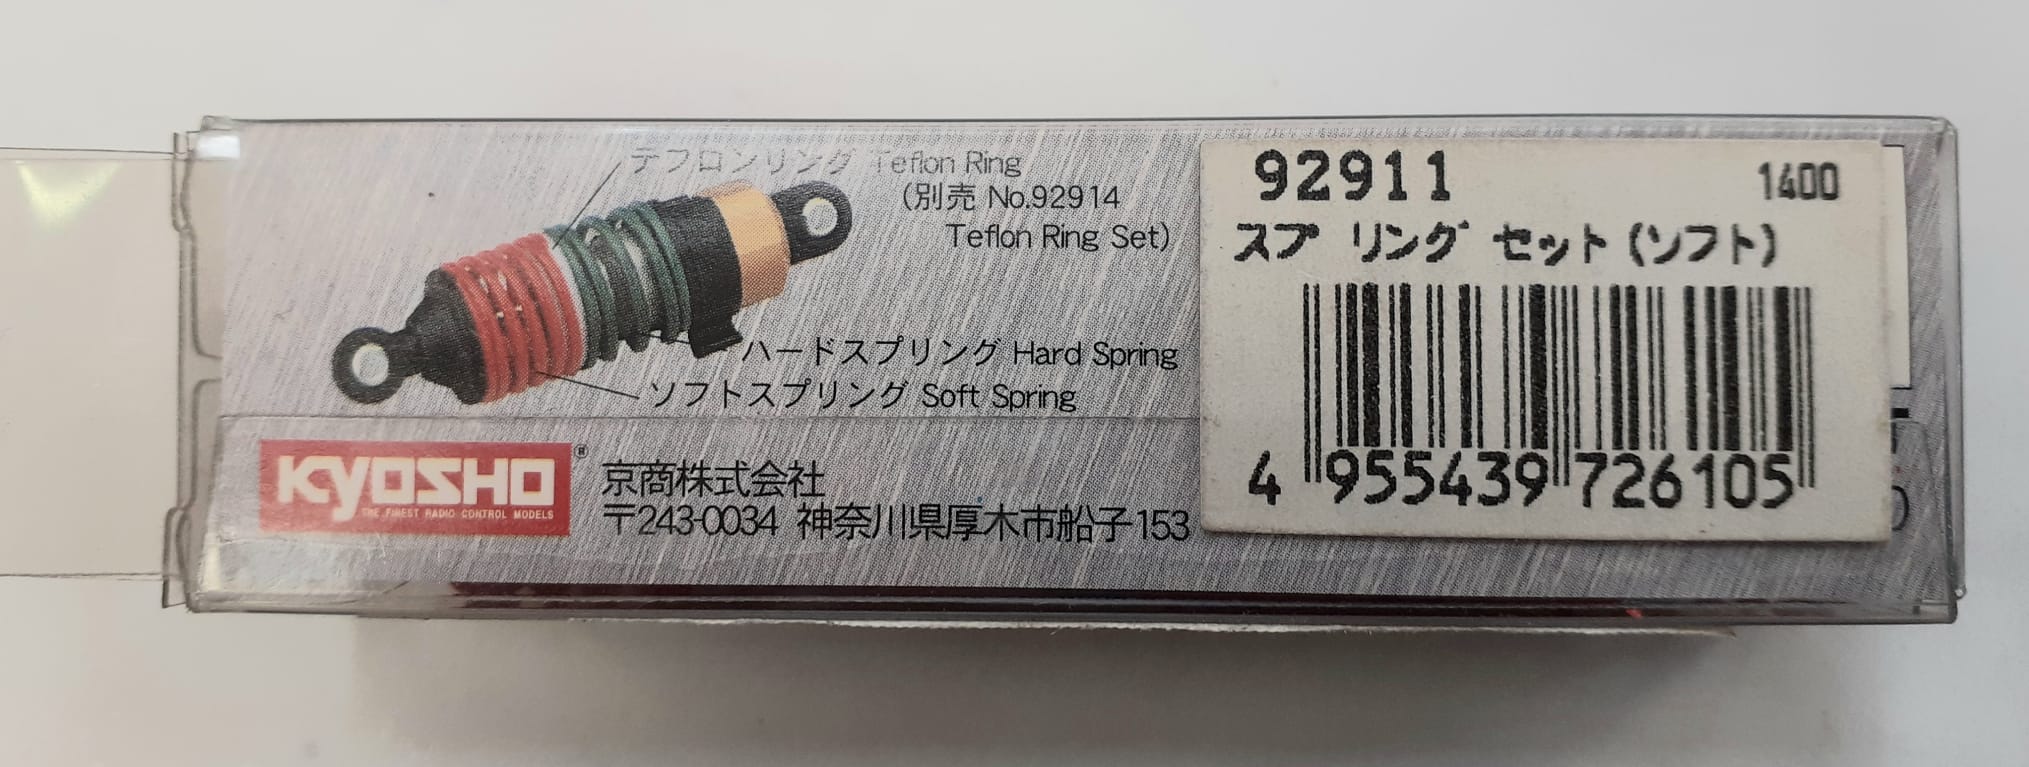 テフロンリング Teflon Ring
(別売 No.92914
Teflon Ring Set)
ハードスプリング Hard Spring
ソフトスプリング Soft Spring
KYOSHO®
THE FINEST RADIO CONTROL MODELS
京商株式会社
〒243-0034 神奈川県厚木市船子153
92911 1400
スプリング セット(ソフト)
4 955439 726105